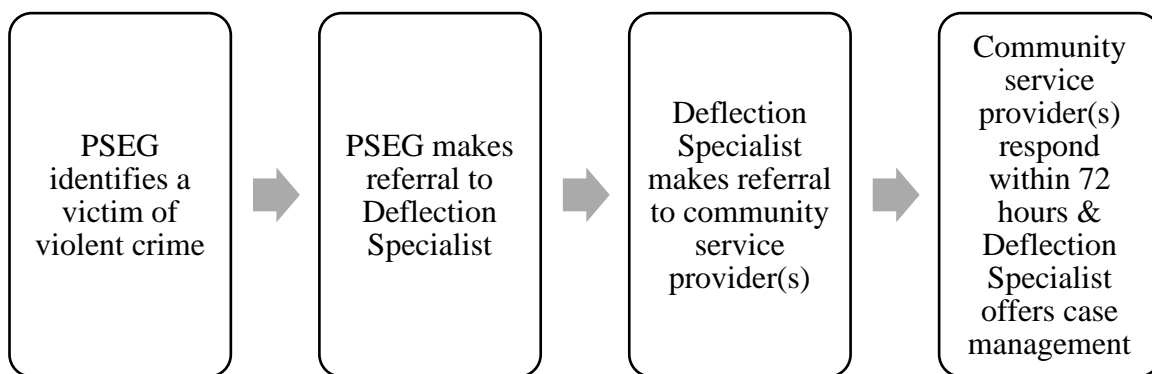 PSEG
identifies a
victim of
violent crime
PSEG makes
referral to
Deflection
Specialist
Deflection
Specialist
makes referral
to community
service
provider(s)
Community
service
provider(s)
respond
within 72
hours &
Deflection
Specialist
offers case
management